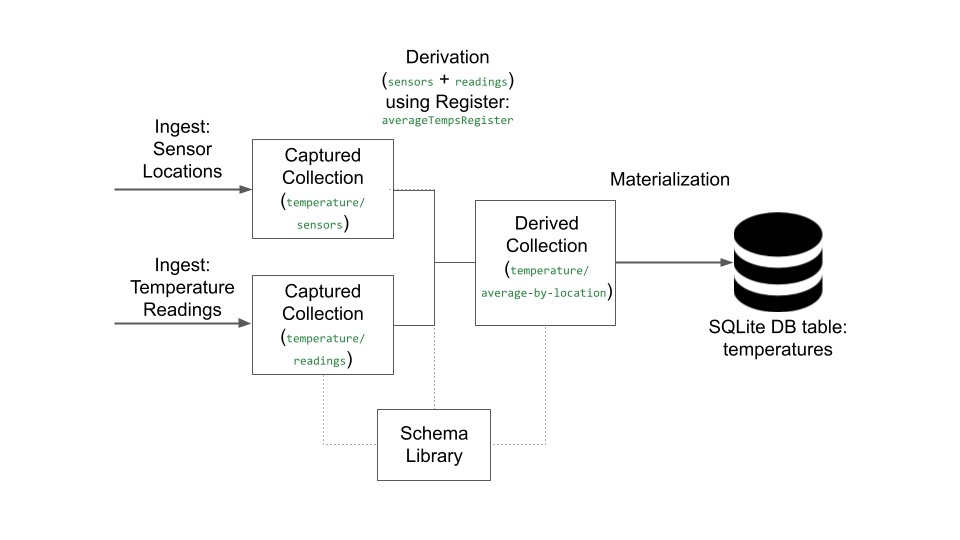 Derivation
(sensors + readings)
using Register:
averageTempsRegister
Ingest:
Sensor
Locations
Captured
Collection
(temperature/
sensors)
Materialization
Derived
Collection
(temperature/
average-by-location)
Ingest:
Temperature
Readings
Captured
Collection
(temperature/
readings)
SQLite DB table:
temperatures
Schema
Library